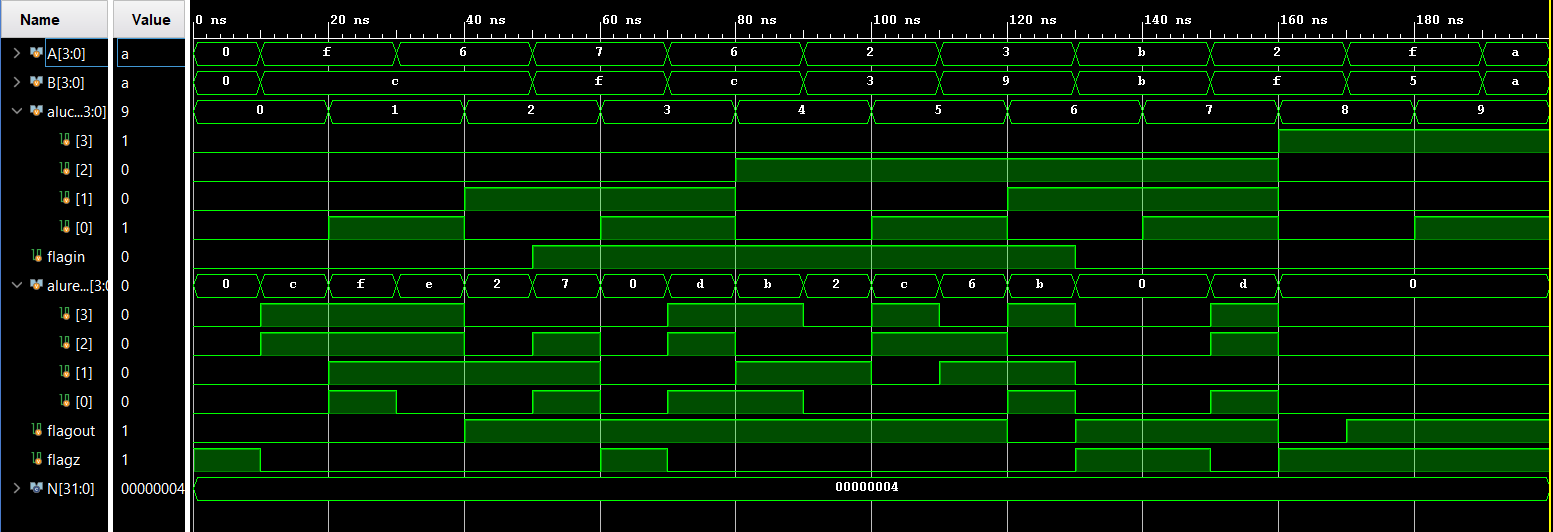 Name Value 0 ns 20 ns 40 ns 60 ns 80 ns 100 ns 120 ns 140 ns 160 ns 180 ns
A[3:0] a 0 f 6 7 6 2 3 b 2 f a
B[3:0] a 0 c f c 3 9 b f 5 a
aluc...3:0] 9 0 1 2 3 4 5 6 7 8 9
[3] 1
[2] 0
[1] 0
[0] 1
flagin 0
alure...[3:0 0 0 c f e 2 7 0 d b 2 c 6 b 0 d 0
[3] 0
[2] 0
[1] 0
[0] 0
flagout 1
flagz 1
N[31:0] 00000004 00000004